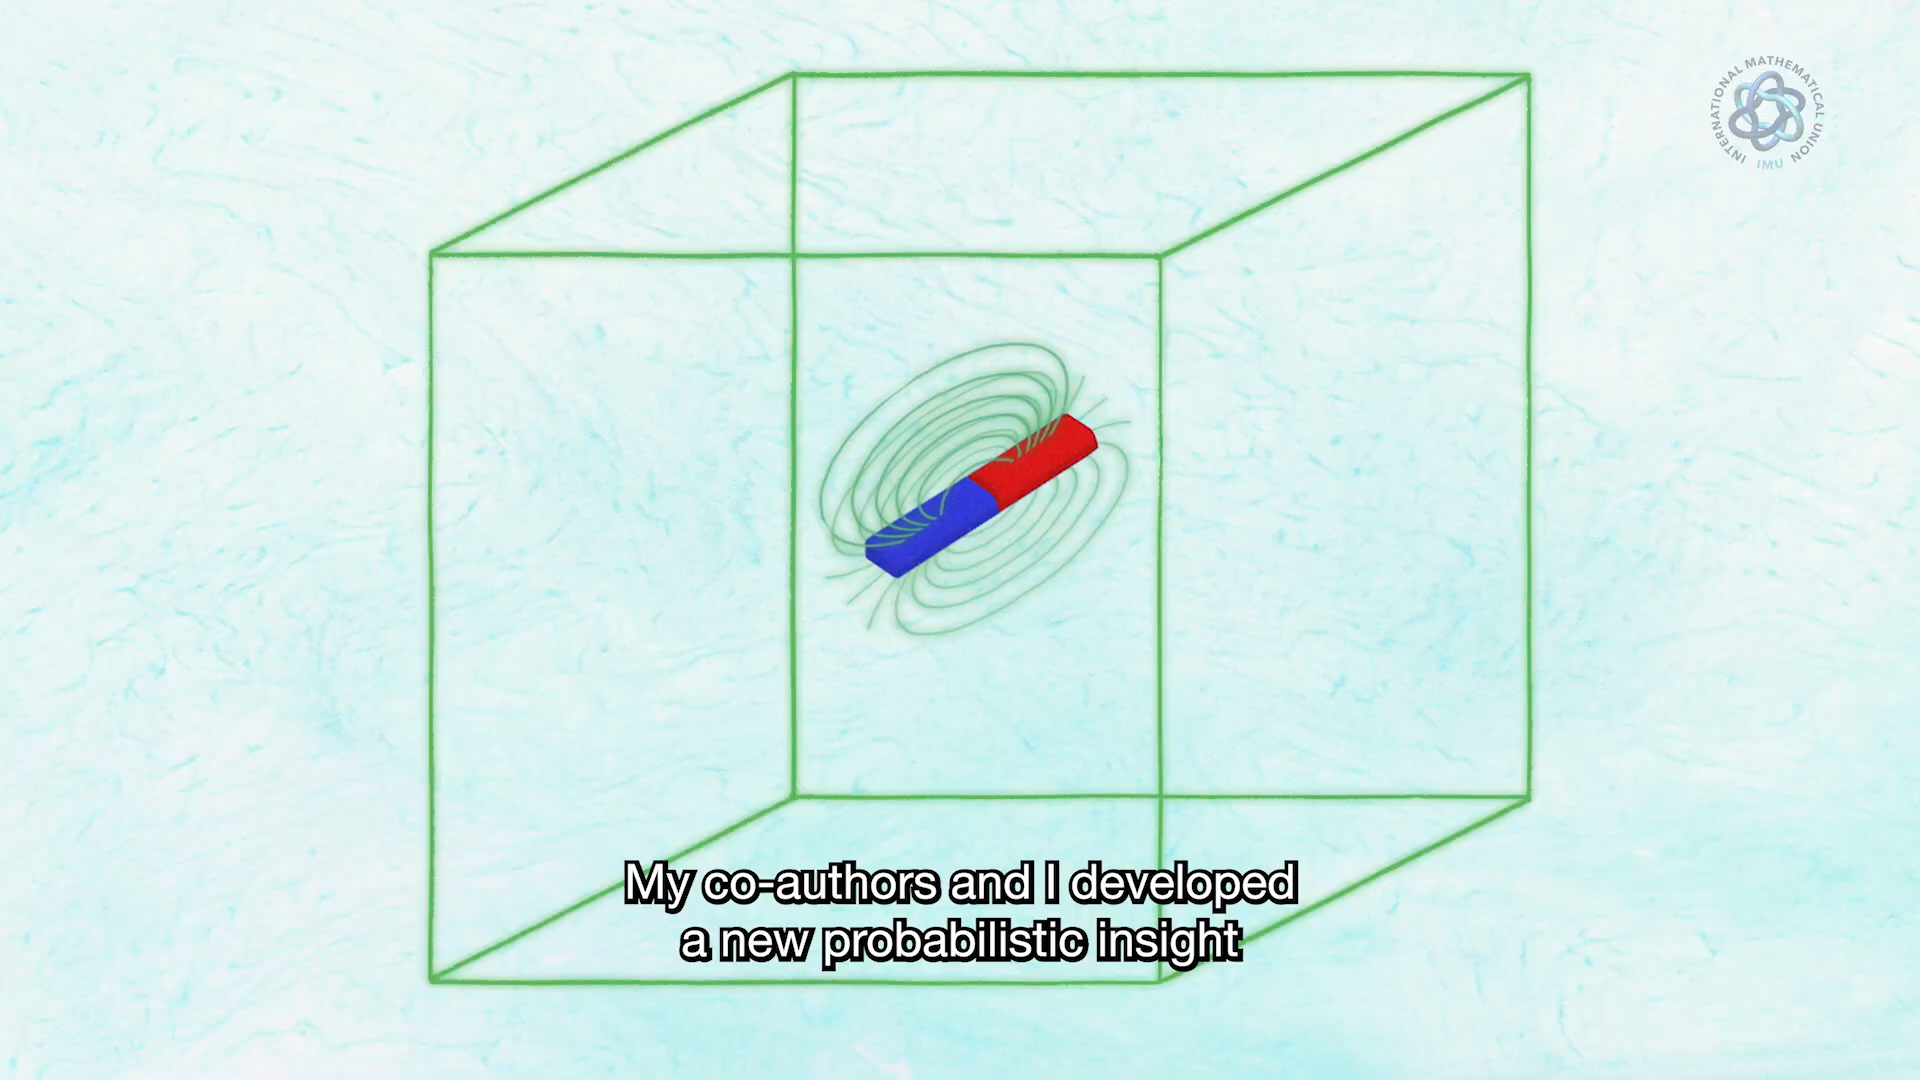 INTERNATIONAL MATHEMATICAL UNION
IMU
My co-authors and I developed
a new probabilistic insight